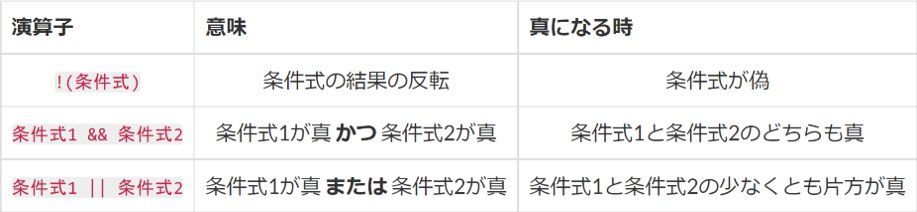 演算子 意味 真になる時
!(条件式) 条件式の結果の反転 条件式が偽
条件式1 && 条件式2 条件式1が真 かつ 条件式2が真 条件式1と条件式2のどちらも真
条件式1 || 条件式2 条件式1が真 または 条件式2が真 条件式1と条件式2の少なくとも片方が真